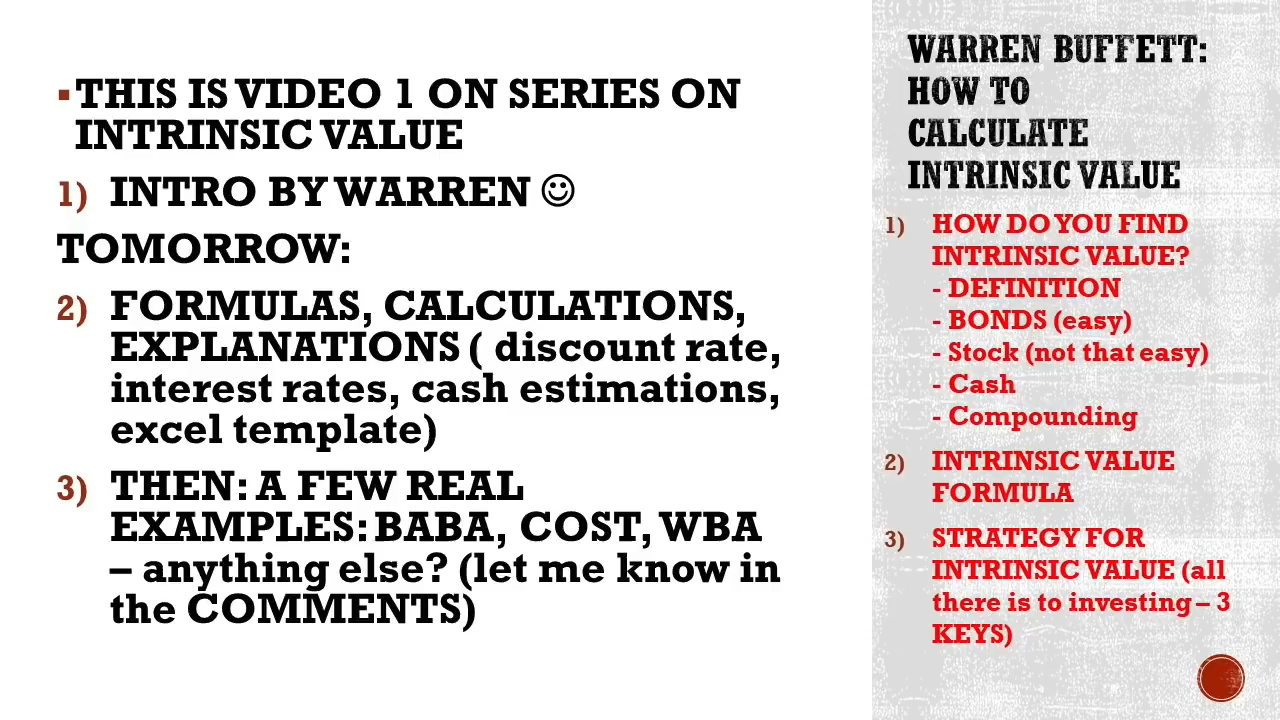 ▪THIS IS VIDEO 1 ON SERIES ON
INTRINSIC VALUE
1) INTRO BY WARREN ☺
TOMORROW:
2) FORMULAS, CALCULATIONS,
EXPLANATIONS ( discount rate,
interest rates, cash estimations,
excel template)
3) THEN: A FEW REAL
EXAMPLES: BABA, COST, WBA
– anything else? (let me know in
the COMMENTS)
WARREN BUFFETT:
HOW TO
CALCULATE
INTRINSIC VALUE
1) HOW DO YOU FIND
INTRINSIC VALUE?
- DEFINITION
- BONDS (easy)
- Stock (not that easy)
- Cash
- Compounding
2) INTRINSIC VALUE
FORMULA
3) STRATEGY FOR
INTRINSIC VALUE (all
there is to investing – 3
KEYS)